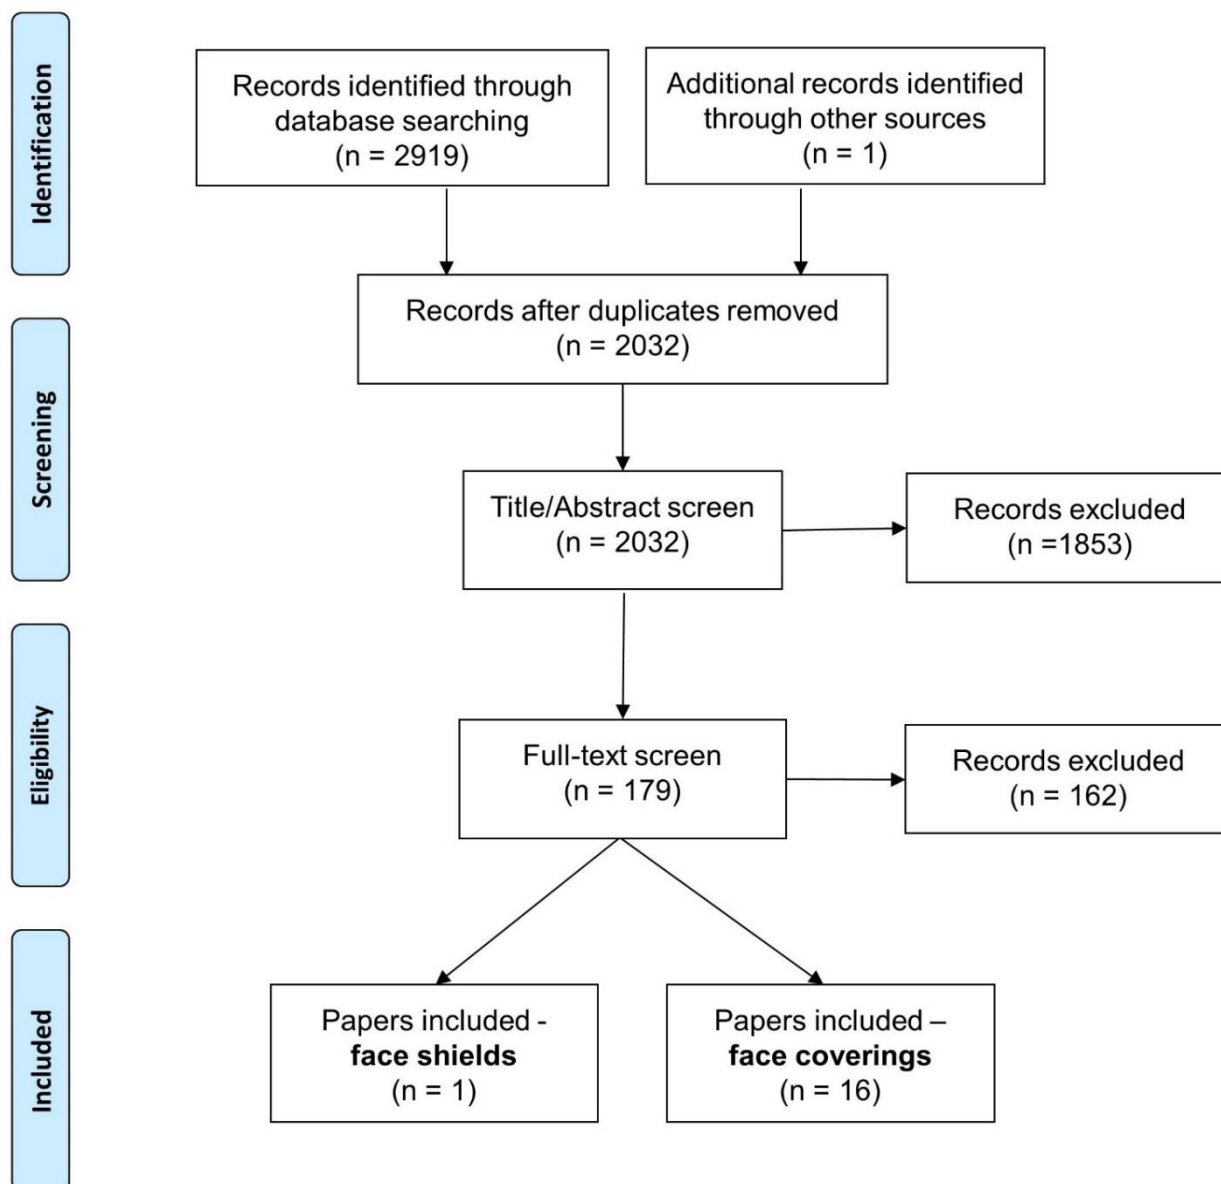 Identification
Records identified through
database searching
(n = 2919)
Additional records identified
through other sources
(n = 1)
Records after duplicates removed
(n = 2032)
Screening
Title/Abstract screen
(n = 2032)
Records excluded
(n =1853)
Eligibility
Full-text screen
(n = 179)
Records excluded
(n = 162)
Included
Papers included -
face shields
(n = 1)
Papers included –
face coverings
(n = 16)